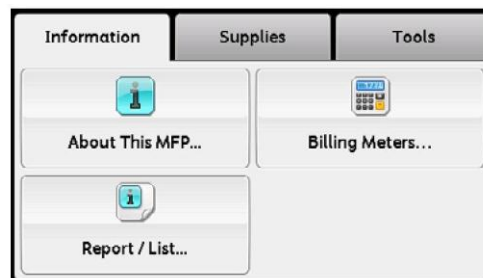 Information
Supplies
Tools
About This MFP...
Billing Meters...
Report / List...